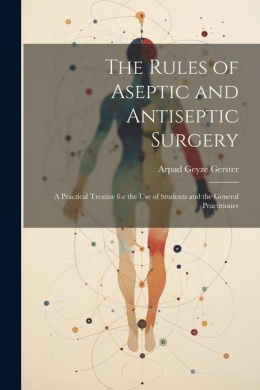 The Rules of
Aseptic and
Antiseptic
Surgery
Arpad Geyze Gerster
A Practical Treatise for the Use of Students and the General
Practitioner